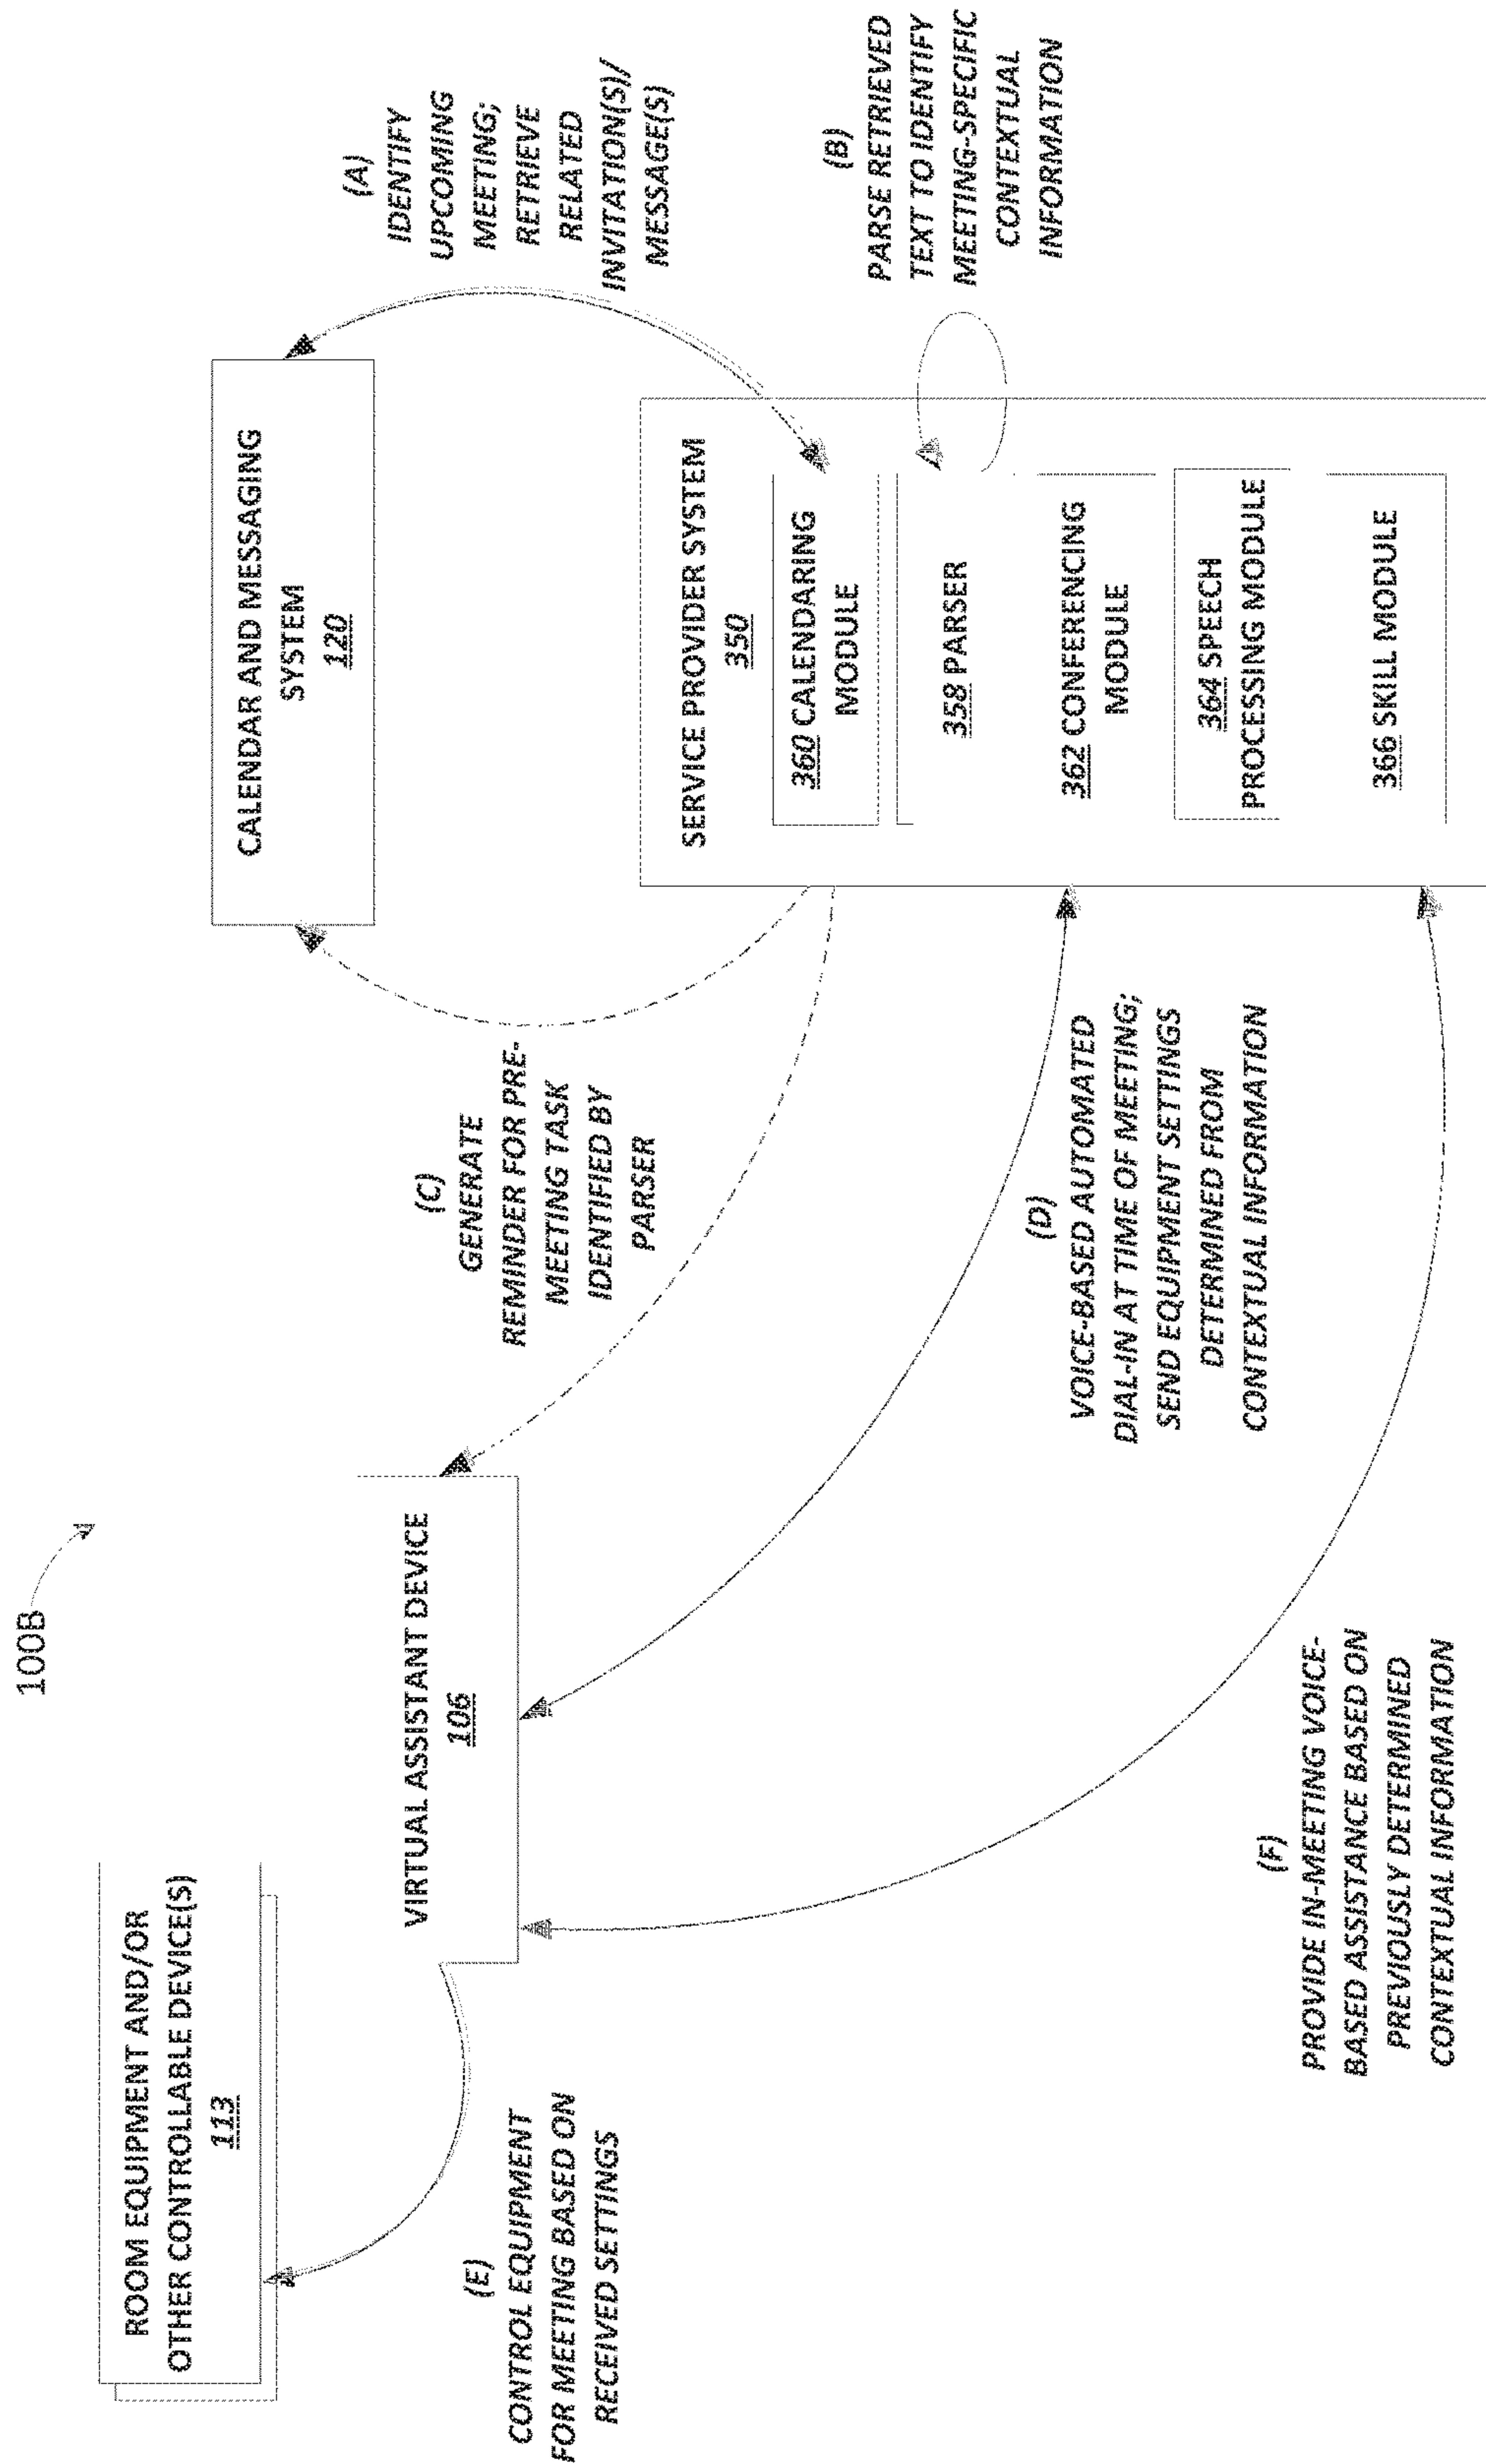 100B
ROOM EQUIPMENT AND/OR
OTHER CONTROLLABLE DEVICE(S)
113
VIRTUAL ASSISTANT DEVICE
106
CALENDAR AND MESSAGING
SYSTEM
120
(A)
IDENTIFY
UPCOMING
MEETING;
RETRIEVE
RELATED
INVITATION(S)/
MESSAGE(S)
SERVICE PROVIDER SYSTEM
350
360 CALENDARING
MODULE
358 PARSER
362 CONFERENCING
MODULE
364 SPEECH
PROCESSING MODULE
366 SKILL MODULE
(B)
PARSE RETRIEVED
TEXT TO IDENTIFY
MEETING-SPECIFIC
CONTEXTUAL
INFORMATION
(C)
GENERATE
REMINDER FOR PRE-
MEETING TASK
IDENTIFIED BY
PARSER
(D)
VOICE-BASED AUTOMATED
DIAL-IN AT TIME OF MEETING;
SEND EQUIPMENT SETTINGS
DETERMINED FROM
CONTEXTUAL INFORMATION
(E)
CONTROL EQUIPMENT
FOR MEETING BASED ON
RECEIVED SETTINGS
(F)
PROVIDE IN-MEETING VOICE-
BASED ASSISTANCE BASED ON
PREVIOUSLY DETERMINED
CONTEXTUAL INFORMATION